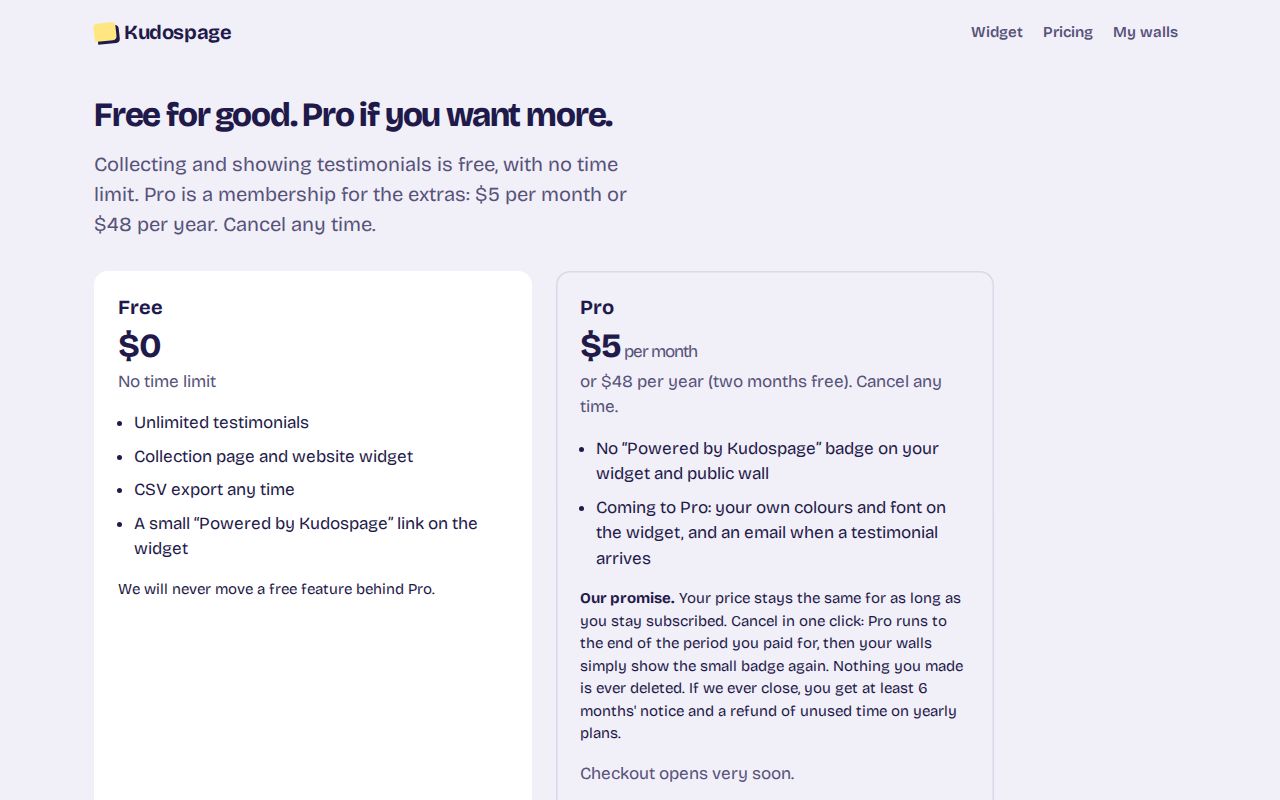 Kudospage
Widget
Pricing
My walls
Free for good. Pro if you want more.
Collecting and showing testimonials is free, with no time
limit. Pro is a membership for the extras: $5 per month or
$48 per year. Cancel any time.
Free
$0
No time limit
• Unlimited testimonials
• Collection page and website widget
• CSV export any time
• A small “Powered by Kudospage” link on the
widget
We will never move a free feature behind Pro.
Pro
$5 per month
or $48 per year (two months free). Cancel any
time.
• No “Powered by Kudospage” badge on your
widget and public wall
• Coming to Pro: your own colours and font on
the widget, and an email when a testimonial
arrives
Our promise. Your price stays the same for as long as
you stay subscribed. Cancel in one click: Pro runs to
the end of the period you paid for, then your walls
simply show the small badge again. Nothing you made
is ever deleted. If we ever close, you get at least 6
months' notice and a refund of unused time on yearly
plans.
Checkout opens very soon.